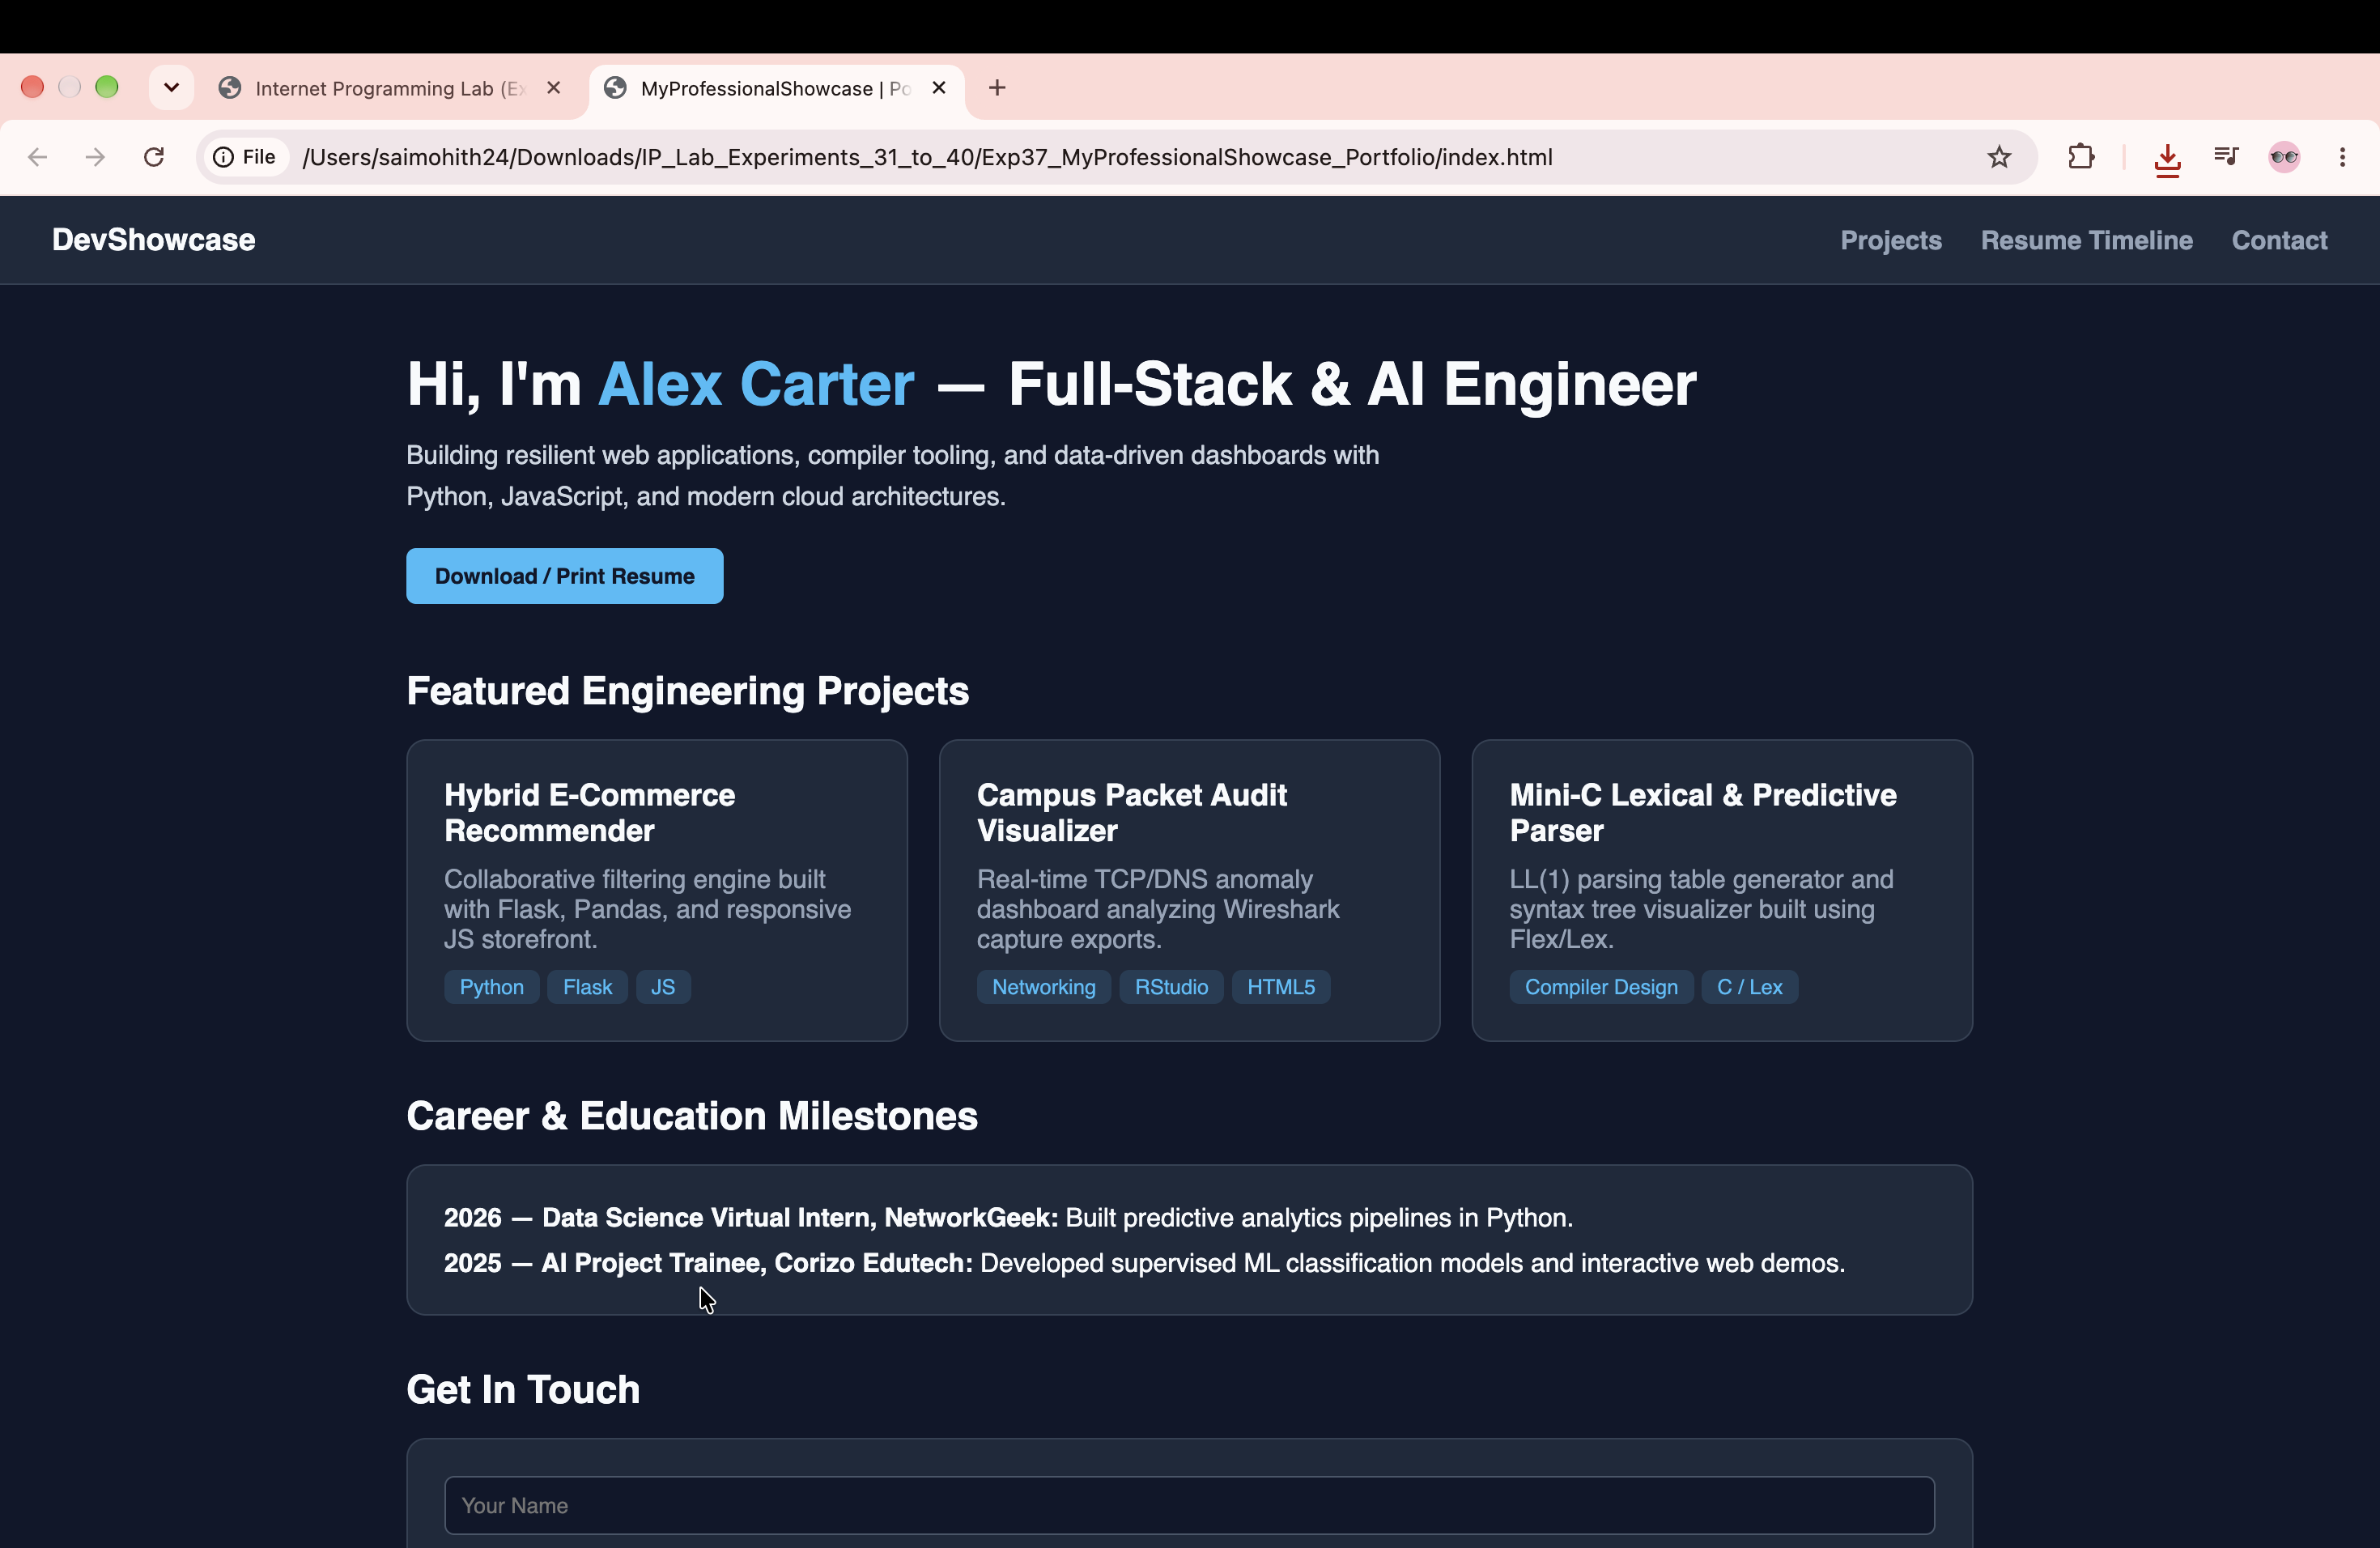 Internet Programming Lab (Ex
MyProfessionalShowcase | Po
File
/Users/saimohith24/Downloads/IP_Lab_Experiments_31_to_40/Exp37_MyProfessionalShowcase_Portfolio/index.html
DevShowcase
Projects
Resume Timeline
Contact
Hi, I'm Alex Carter — Full-Stack & AI Engineer
Building resilient web applications, compiler tooling, and data-driven dashboards with
Python, JavaScript, and modern cloud architectures.
Download / Print Resume
Featured Engineering Projects
Hybrid E-Commerce
Recommender
Collaborative filtering engine built
with Flask, Pandas, and responsive
JS storefront.
Python
Flask
JS
Campus Packet Audit
Visualizer
Real-time TCP/DNS anomaly
dashboard analyzing Wireshark
capture exports.
Networking
RStudio
HTML5
Mini-C Lexical & Predictive
Parser
LL(1) parsing table generator and
syntax tree visualizer built using
Flex/Lex.
Compiler Design
C / Lex
Career & Education Milestones
2026 — Data Science Virtual Intern, NetworkGeek: Built predictive analytics pipelines in Python.
2025 — AI Project Trainee, Corizo Edutech: Developed supervised ML classification models and interactive web demos.
Get In Touch
Your Name